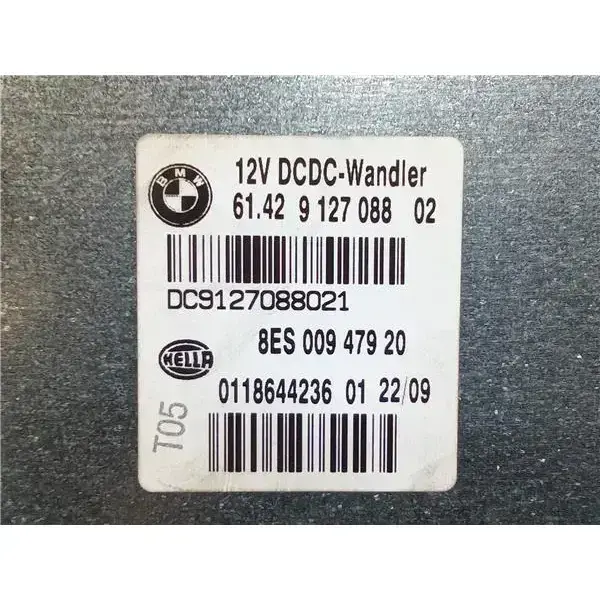 BMW
12V DCDC-Wandler
61.42 9 127 088 02
DC9127088021
8ES 009 479 20
HELLA
0118644236 01 22/09
T05